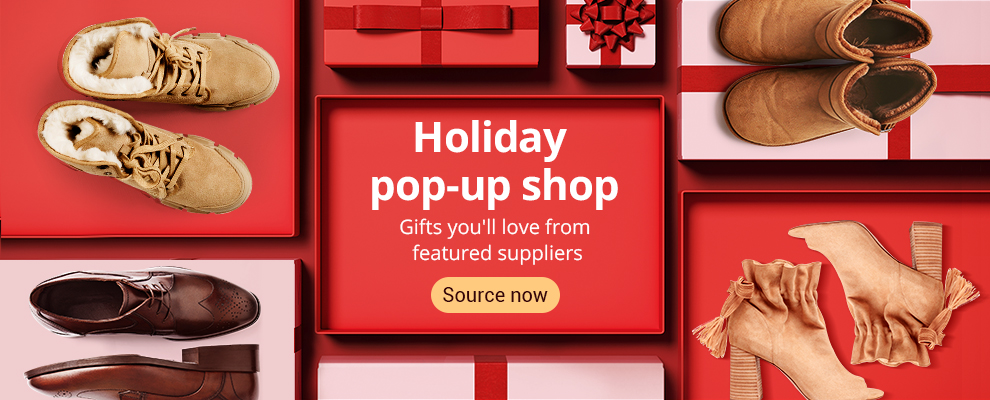 Holiday
pop-up shop
Gifts you'll love from
featured suppliers
Source now